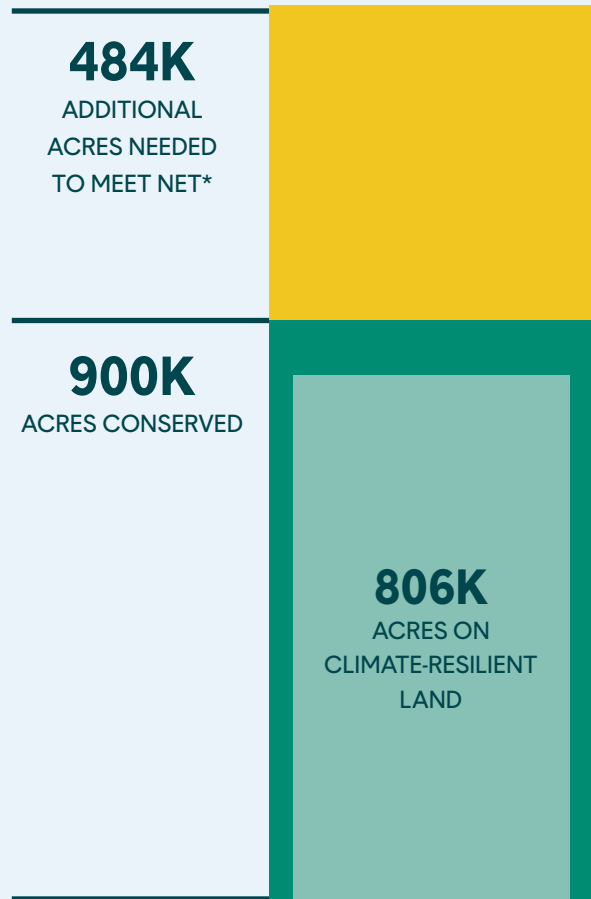 484K
ADDITIONAL
ACRES NEEDED
TO MEET NET*
900K
ACRES CONSERVED
806K
ACRES ON
CLIMATE-RESILIENT
LAND